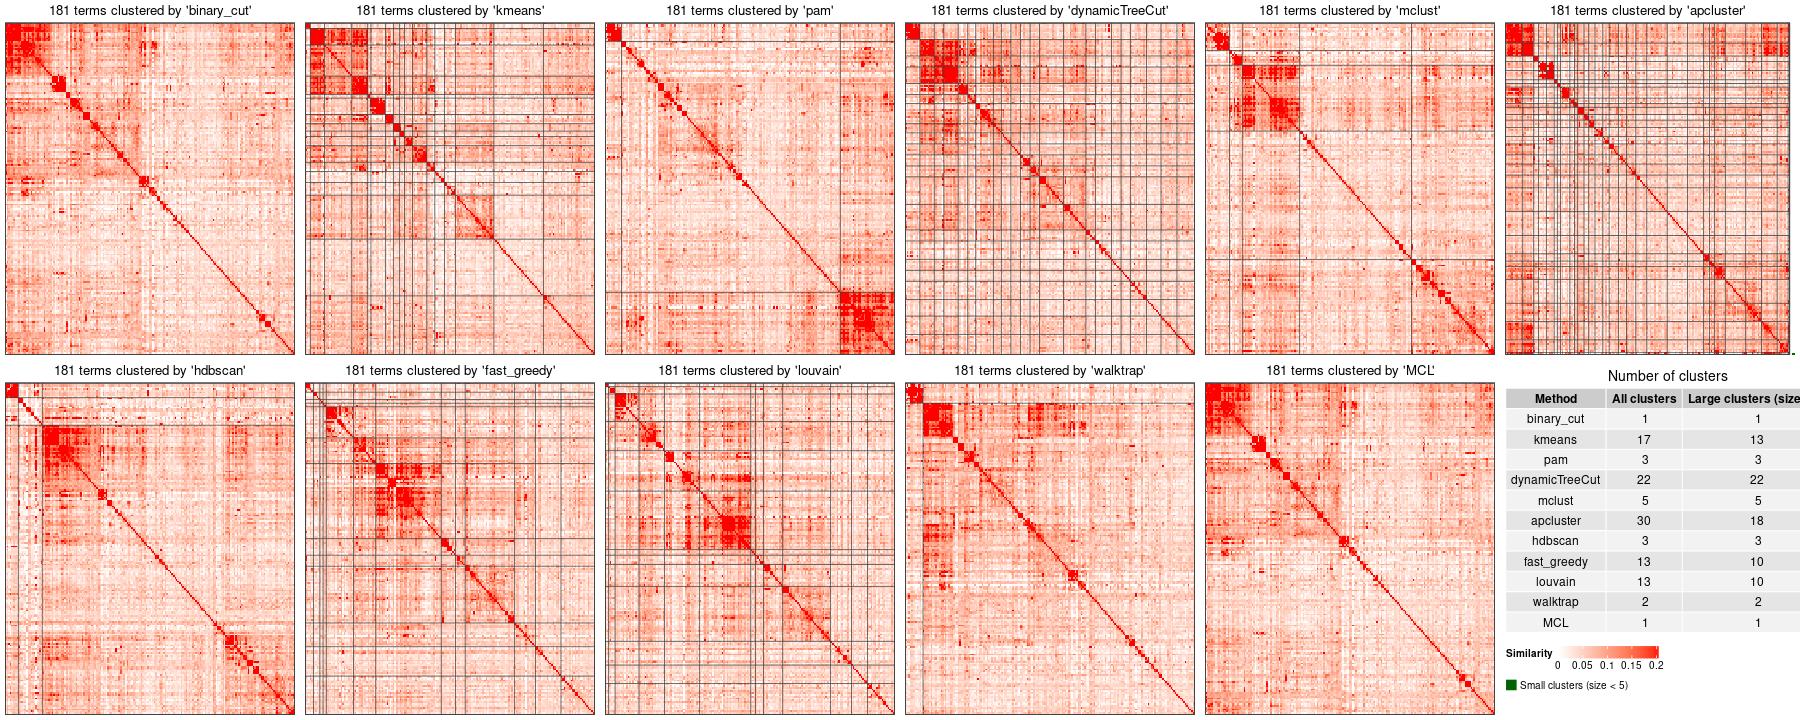 181 terms clustered by 'binary_cut'
181 terms clustered by 'kmeans'
181 terms clustered by 'pam'
181 terms clustered by 'dynamicTreeCut'
181 terms clustered by 'mclust'
181 terms clustered by 'apcluster'
181 terms clustered by 'hdbscan'
181 terms clustered by 'fast_greedy'
181 terms clustered by 'louvain'
181 terms clustered by 'walktrap'
181 terms clustered by 'MCL'
Number of clusters
Method All clusters Large clusters (size
binary_cut 1 1
kmeans 17 13
pam 3 3
dynamicTreeCut 22 22
mclust 5 5
apcluster 30 18
hdbscan 3 3
fast_greedy 13 10
louvain 13 10
walktrap 2 2
MCL 1 1
Similarity
0 0.05 0.1 0.15 0.2
Small clusters (size < 5)